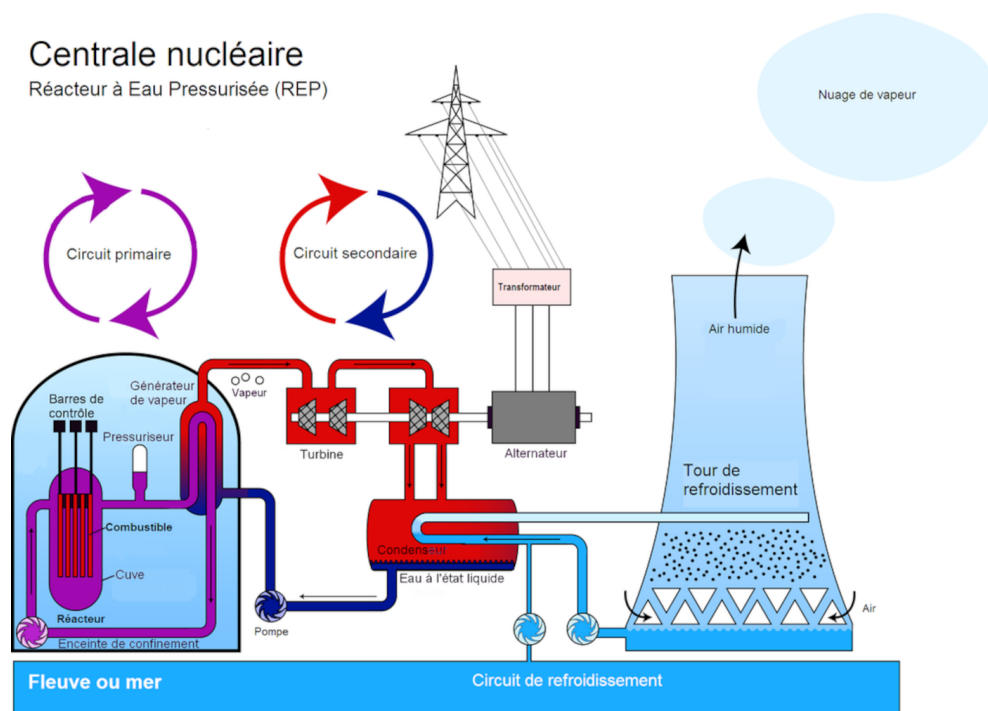 Centrale nucléaire
Réacteur à Eau Pressurisée (REP)
Nuage de vapeur
Circuit primaire
Circuit secondaire
Transformateur
Air humide
Générateur
de vapeur
Vapeur
Barres de
contrôle
Pressuriseur
Turbine
Alternateur
Tour de
refroidissement
Combustible
Cuve
Eau à l'état liquide
Réacteur
Pompe
Air
Enceinte de confinement
Fleuve ou mer
Circuit de refroidissement